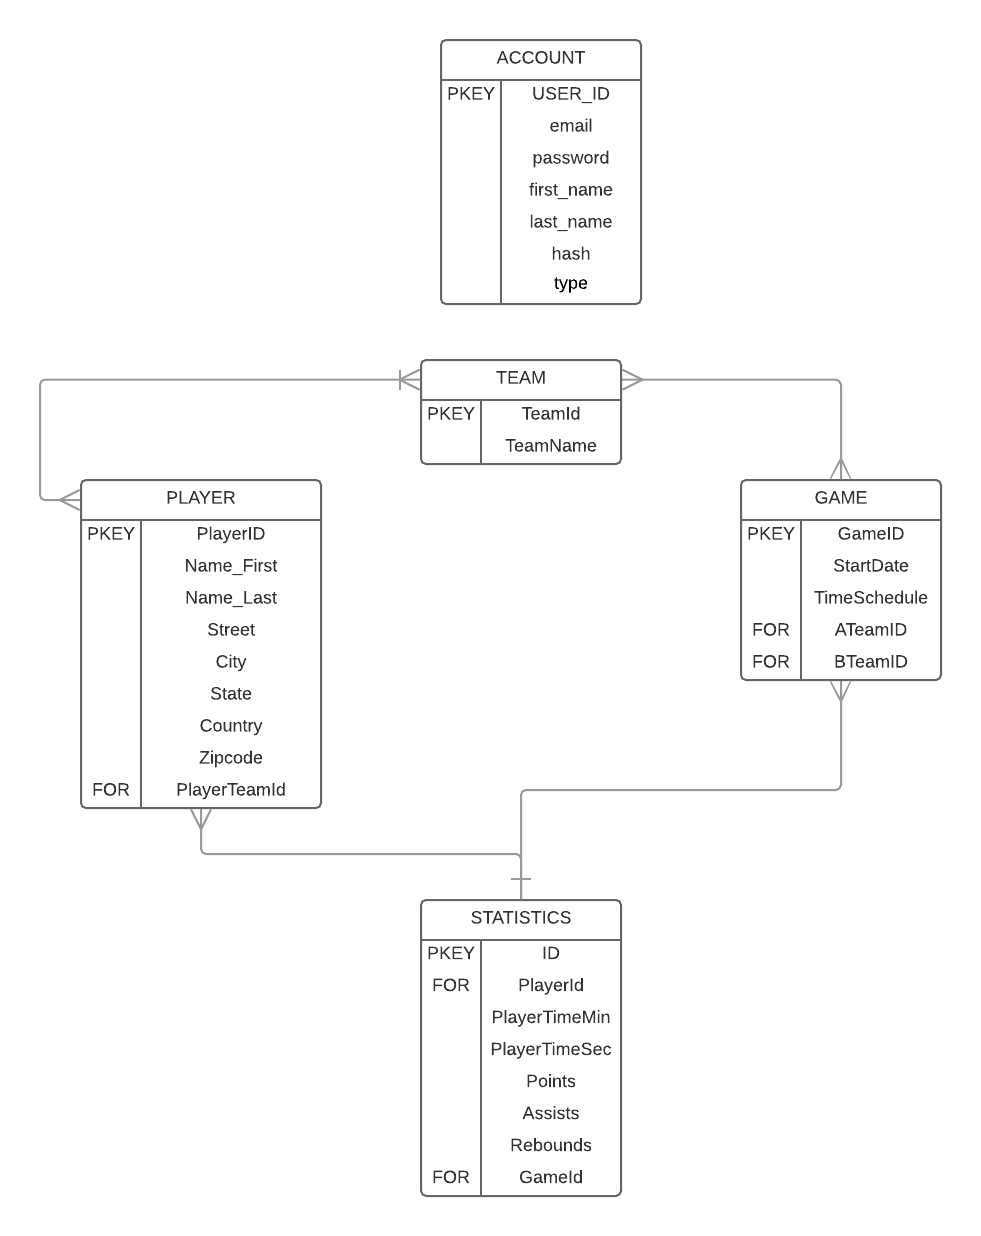 ACCOUNT
PKEY USER_ID
email
password
first_name
last_name
hash
type
TEAM
PKEY TeamId
TeamName
PLAYER
PKEY PlayerID
Name_First
Name_Last
Street
City
State
Country
Zipcode
FOR PlayerTeamId
GAME
PKEY GameID
StartDate
TimeSchedule
FOR ATeamID
FOR BTeamID
STATISTICS
PKEY ID
FOR PlayerId
PlayerTimeMin
PlayerTimeSec
Points
Assists
Rebounds
FOR GameId